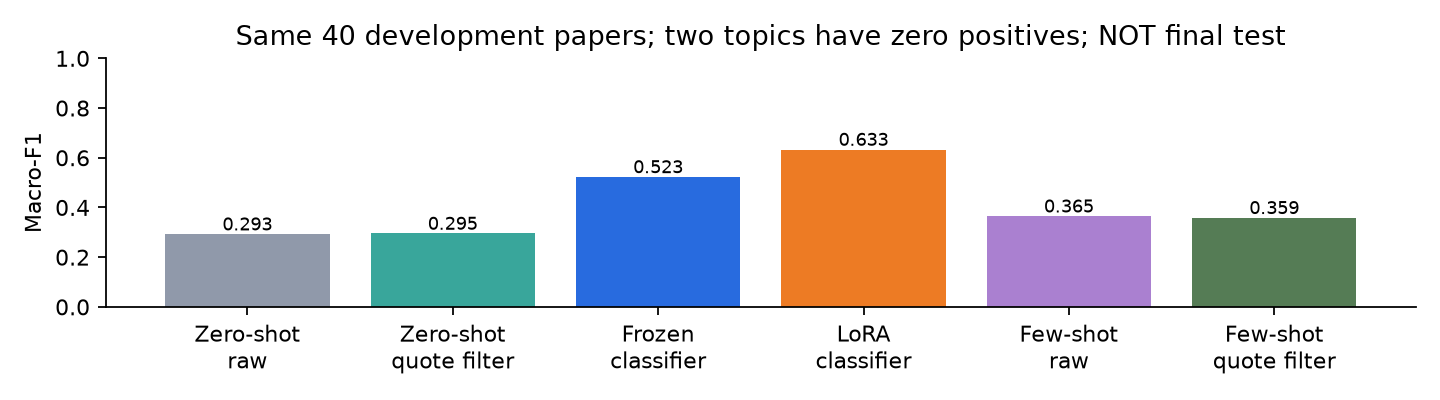 Same 40 development papers; two topics have zero positives; NOT final test
Macro-F1
1.0
0.8
0.6
0.4
0.2
0.0
0.293
0.295
0.523
0.633
0.365
0.359
Zero-shot
raw
Zero-shot
quote filter
Frozen
classifier
LoRA
classifier
Few-shot
raw
Few-shot
quote filter